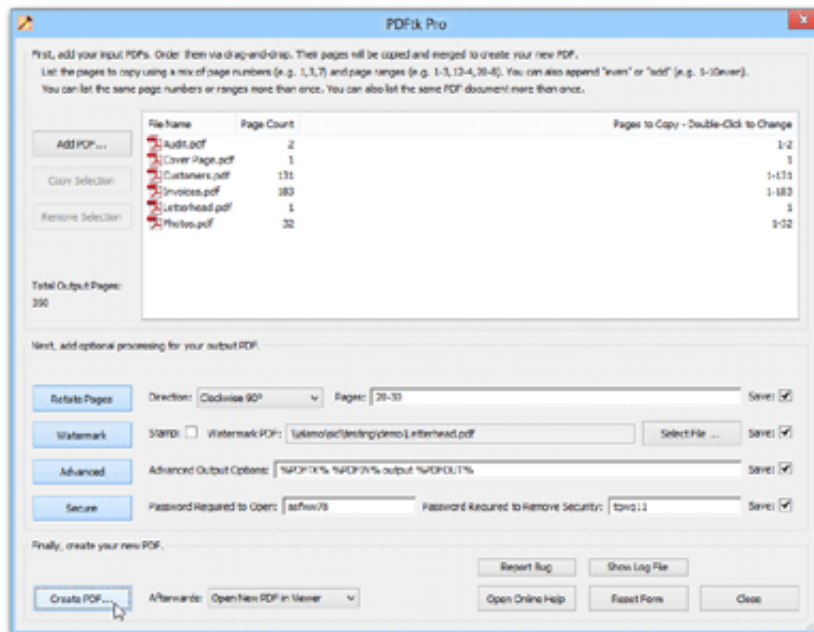 PDFtk Pro
First, add your input PDFs. Order them via drag-and-drop. Their pages will be copied and merged to create your new PDF.
List the pages to copy using a mix of page numbers (e.g. 1,3,7) and page ranges (e.g. 1-3,12-4,20-8). You can also append "even" or "odd" (e.g. 1-10even).
You can list the same page numbers or ranges more than once. You can also list the same PDF document more than once.
File Name Page Count Pages to Copy - Double-Click to Change
Add PDF... Audit.pdf 2 1-2
Cover Page.pdf 1 1
Copy Selection Customers.pdf 131 1-131
Invoices.pdf 183 1-183
Remove Selection Letterhead.pdf 1 1
Photos.pdf 32 1-32
Total Output Pages:
350
Next, add optional processing for your output PDF.
Rotate Pages Direction: Clockwise 90° Pages: 20-30 Save:
Watermark Stamp: Watermark PDF: Letterhead.pdf Select File ... Save:
Advanced Advanced Output Options: %PDFTK% %PDFIN% output %PDFOUT% Save:
Secure Password Required to Open: Password Required to Remove Security: Save:
Finally, create your new PDF.
Report Bug Show Log File
Create PDF... Afterwards: Open New PDF in Viewer Open Online Help Reset Form Close